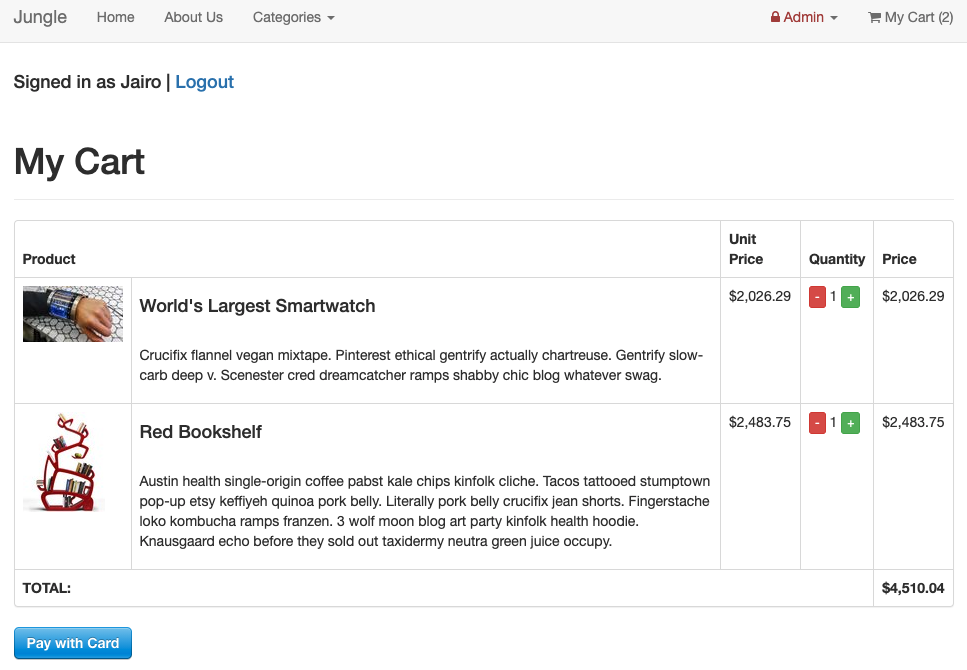 Jungle Home About Us Categories Admin My Cart (2)
Signed in as Jairo | Logout
My Cart
Product Unit Price Quantity Price
World's Largest Smartwatch $2,026.29 - 1 + $2,026.29
Crucifix flannel vegan mixtape. Pinterest ethical gentrify actually chartreuse. Gentrify slow-
carb deep v. Scenester cred dreamcatcher ramps shabby chic blog whatever swag.
Red Bookshelf $2,483.75 - 1 + $2,483.75
Austin health single-origin coffee pabst kale chips kinfolk cliche. Tacos tattooed stumptown
pop-up etsy keffiyeh quinoa pork belly. Literally pork belly crucifix jean shorts. Fingerstache
loko kombucha ramps franzen. 3 wolf moon blog art party kinfolk health hoodie.
Knausgaard echo before they sold out taxidermy neutra green juice occupy.
TOTAL: $4,510.04
Pay with Card